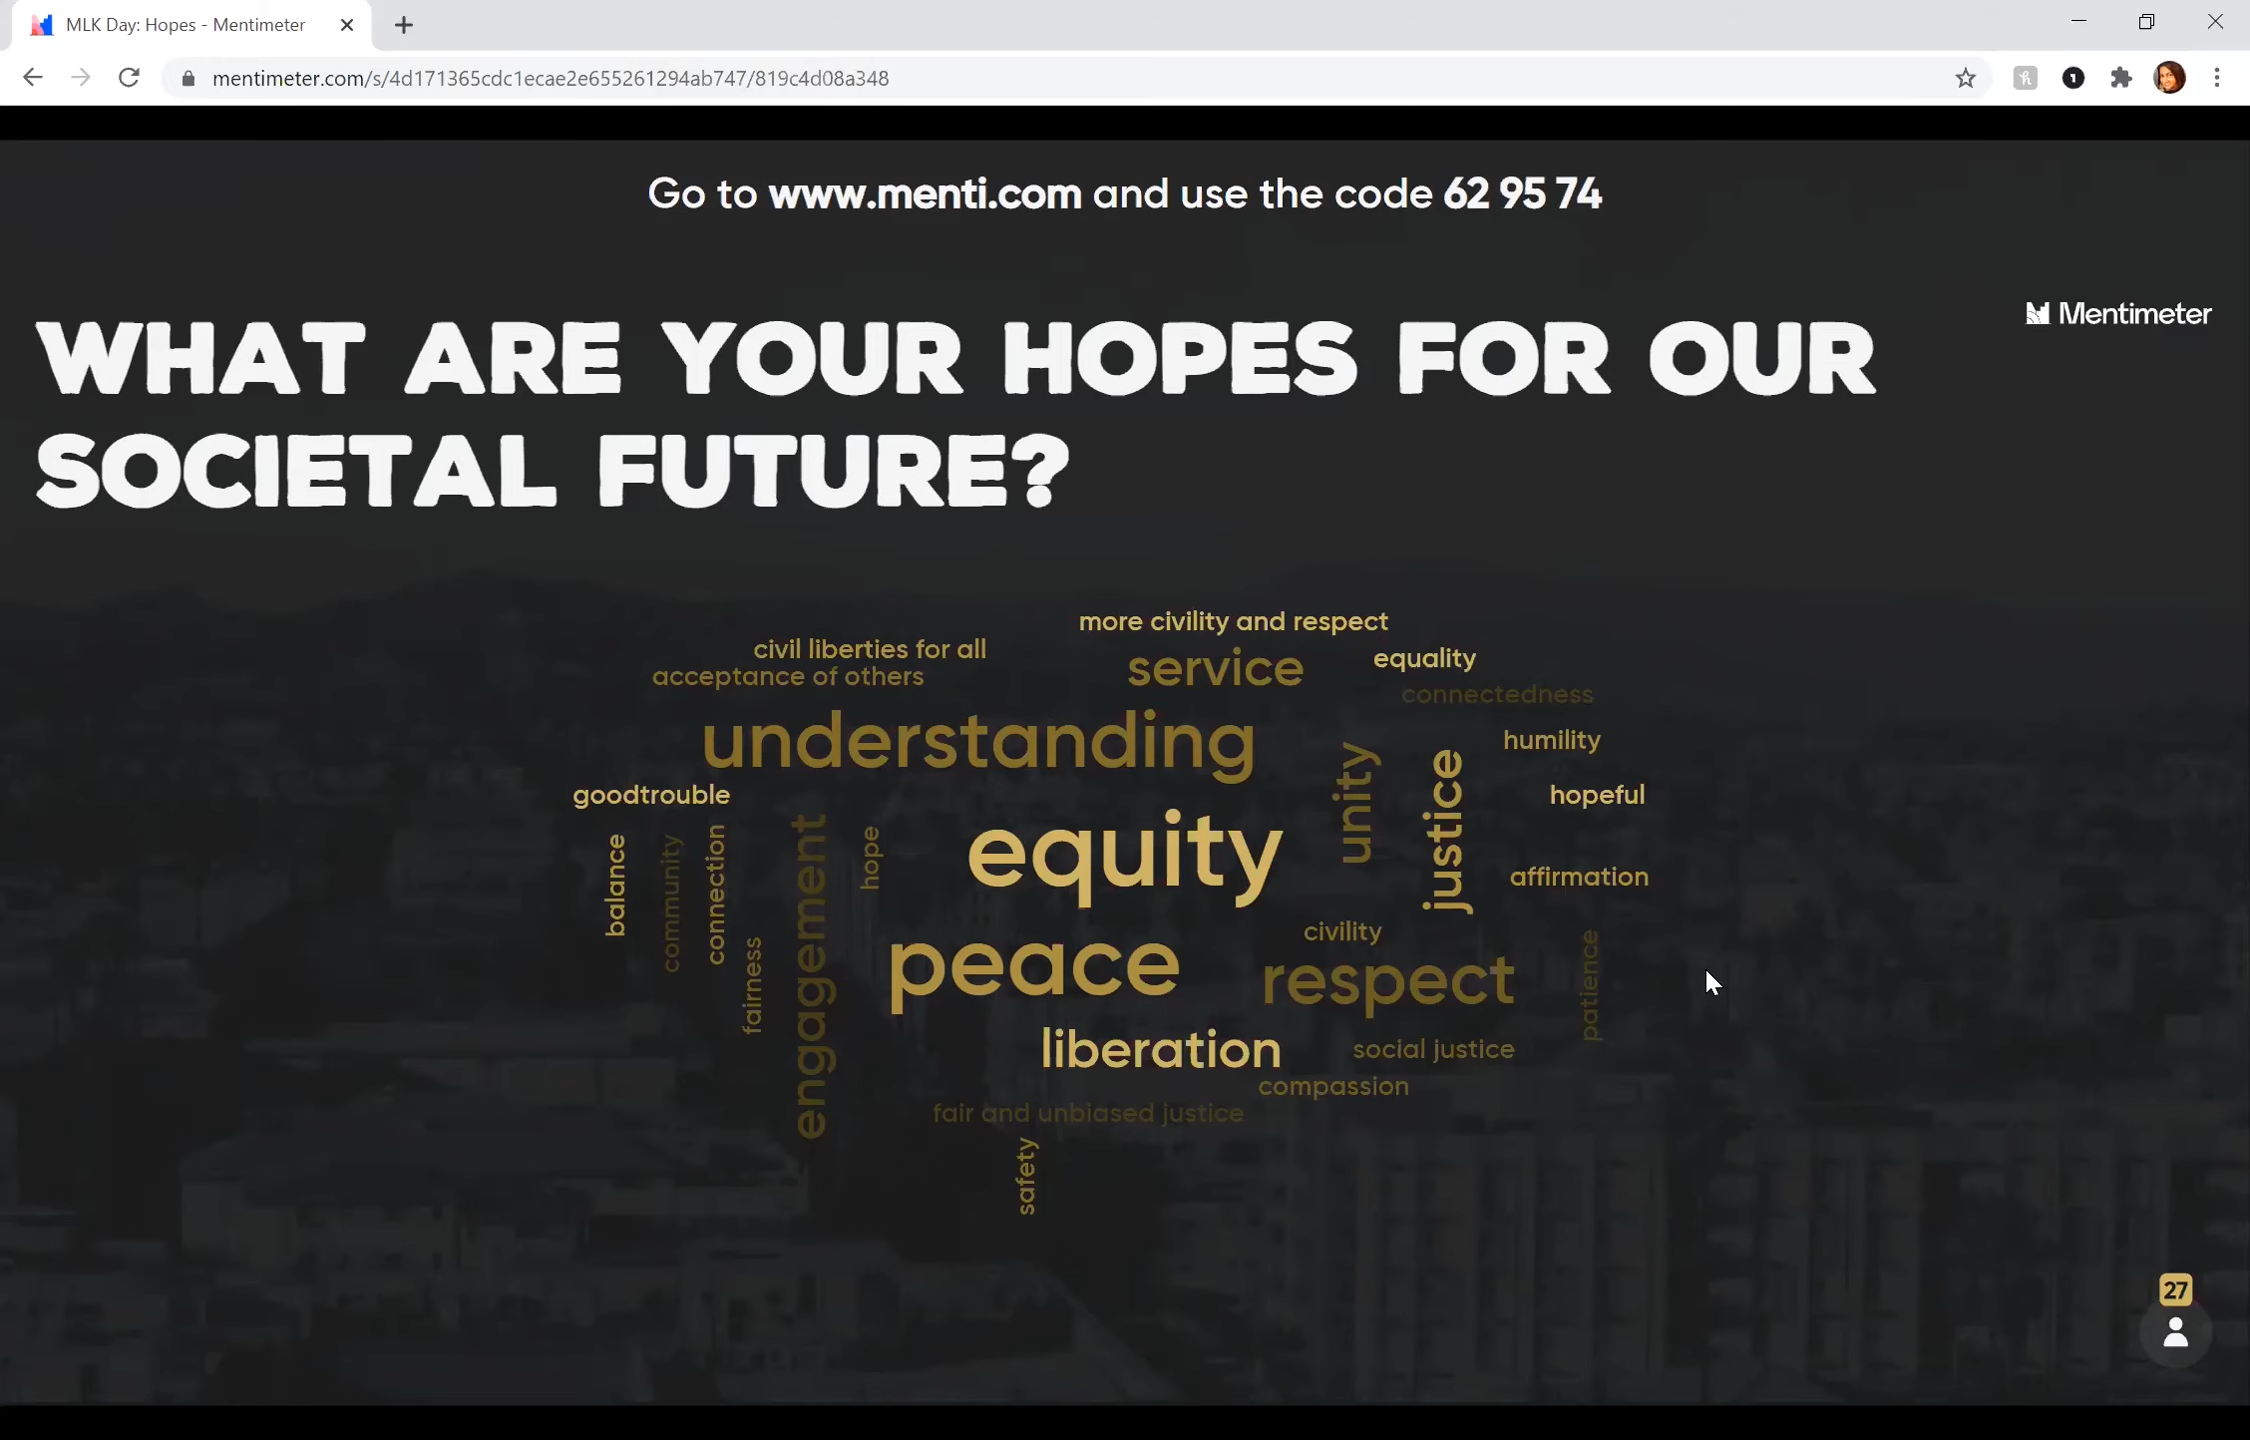 MLK Day: Hopes - Mentimeter
mentimeter.com/s/4d171365cdc1ecae2e655261294ab747/819c4d08a348
Go to www.menti.com and use the code 62 95 74
Mentimeter
WHAT ARE YOUR HOPES FOR OUR
SOCIETAL FUTURE?
more civility and respect
civil liberties for all
service
equality
acceptance of others
connectedness
understanding
humility
unity
justice
goodtrouble
hopeful
equity
balance
community
connection
hope
engagement
affirmation
civility
fairness
peace
respect
patience
liberation
social justice
compassion
fair and unbiased justice
safety
27